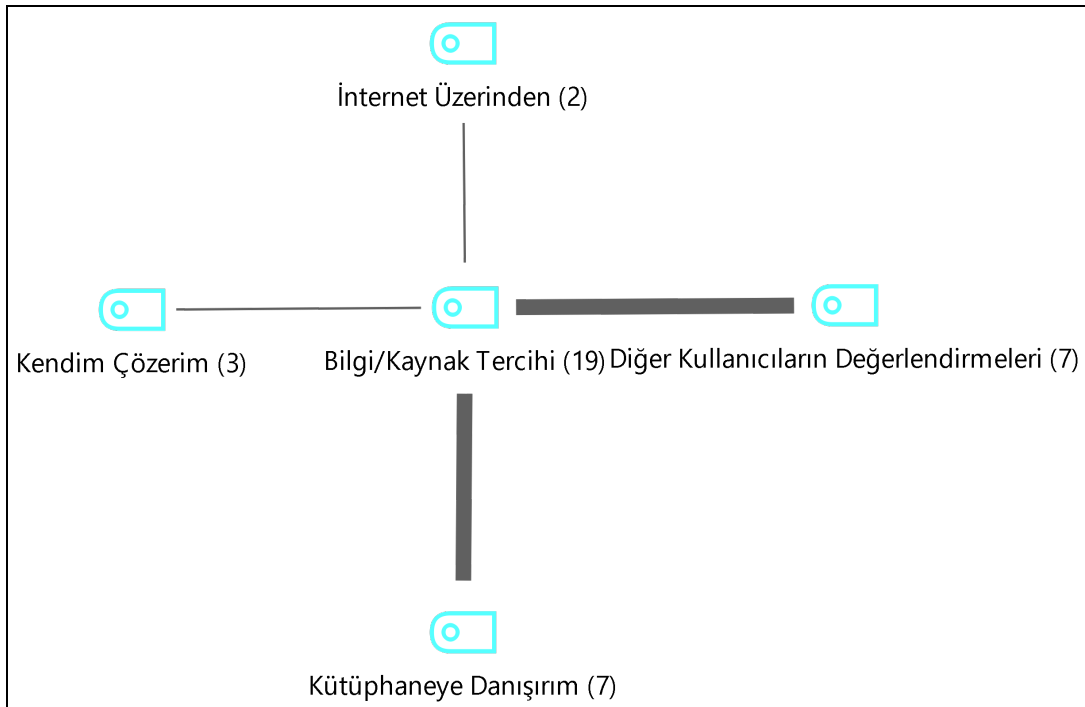 İnternet Üzerinden (2)
Kendim Çözerim (3)
Bilgi/Kaynak Tercihi (19)
Diğer Kullanıcıların Değerlendirmeleri (7)
Kütüphaneye Danışırım (7)